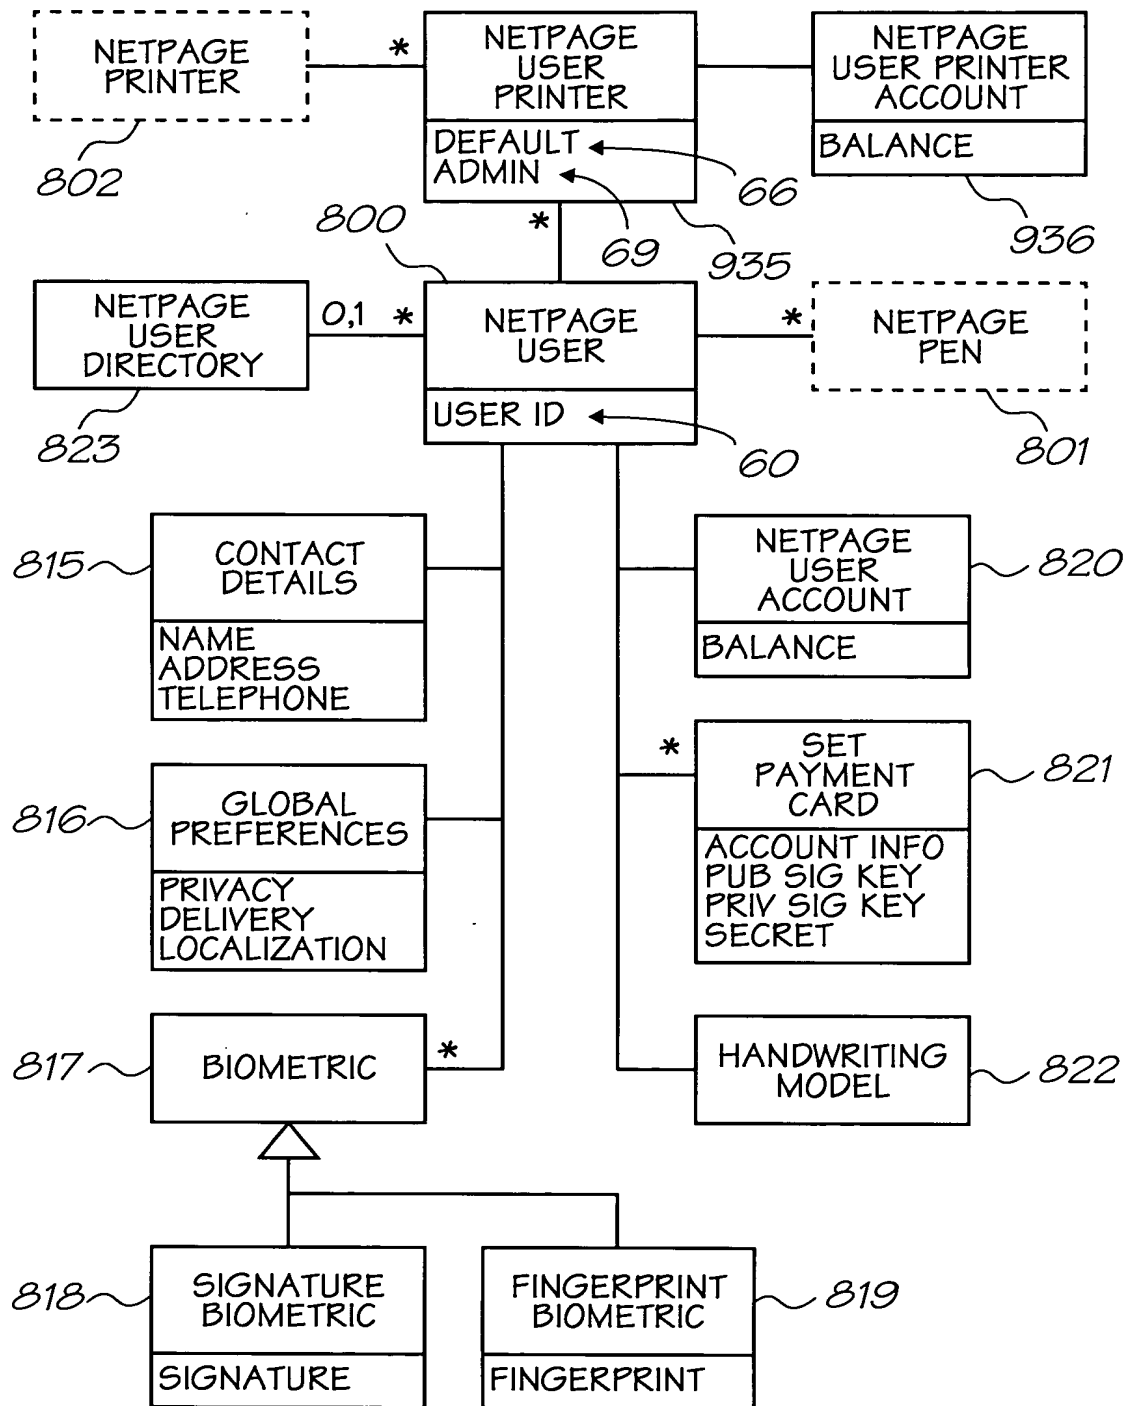 NETPAGE
PRINTER
802
*
NETPAGE
USER
PRINTER
DEFAULT
ADMIN
66
69
935
NETPAGE
USER PRINTER
ACCOUNT
BALANCE
936
*
800
NETPAGE
USER
DIRECTORY
823
0,1 *
NETPAGE
USER
USER ID
60
*
NETPAGE
PEN
801
815
CONTACT
DETAILS
NAME
ADDRESS
TELEPHONE
NETPAGE
USER
ACCOUNT
BALANCE
820
816
GLOBAL
PREFERENCES
PRIVACY
DELIVERY
LOCALIZATION
*
SET
PAYMENT
CARD
ACCOUNT INFO
PUB SIG KEY
PRIV SIG KEY
SECRET
821
817
BIOMETRIC
*
HANDWRITING
MODEL
822
818
SIGNATURE
BIOMETRIC
SIGNATURE
FINGERPRINT
BIOMETRIC
FINGERPRINT
819